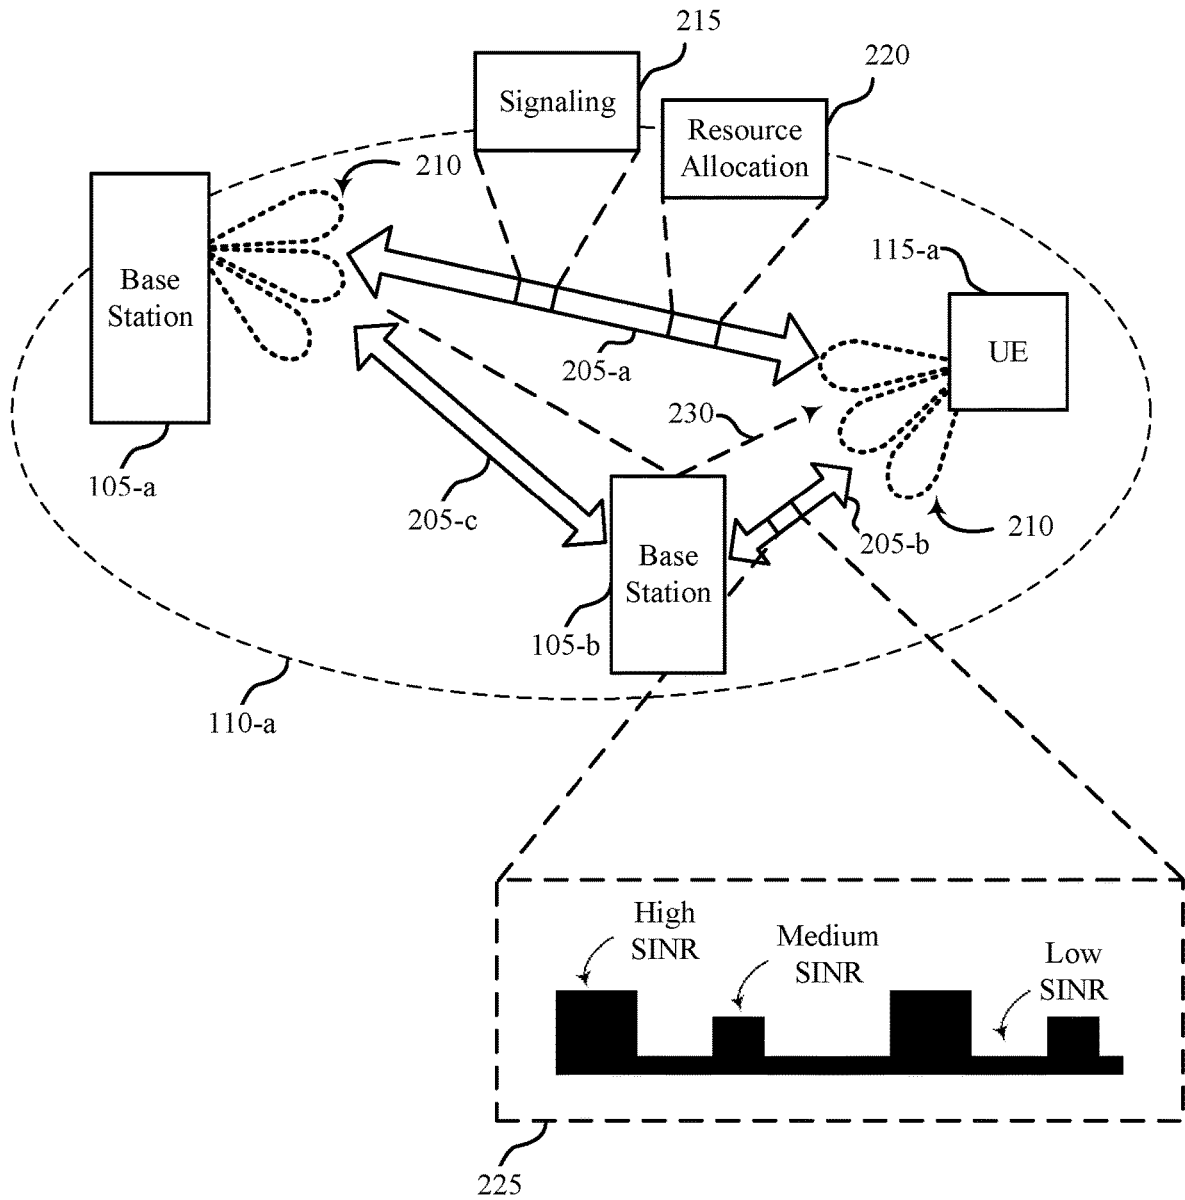 215
Signaling
220
Resource
Allocation
210
115-a
Base
Station
UE
205-a
230
105-a
205-c
210
205-b
Base
Station
105-b
110-a
High
SINR
Medium
SINR
Low
SINR
225